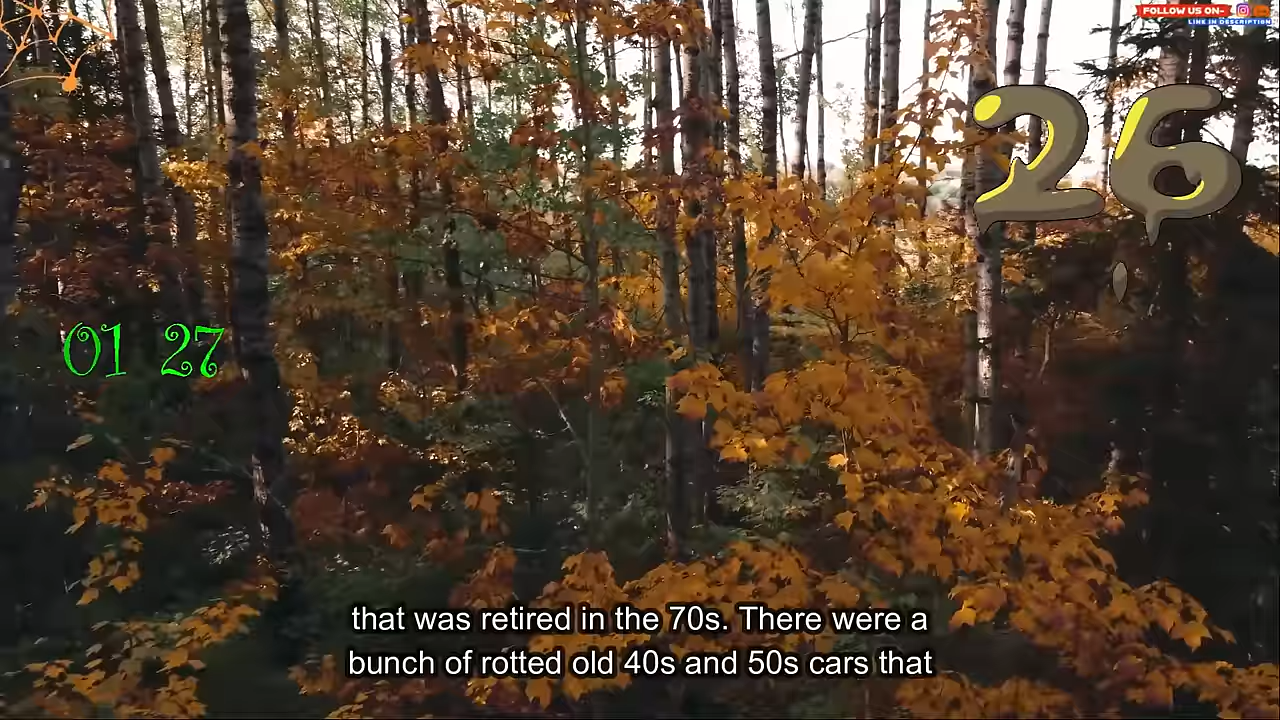 FOLLOW US ON-
LINK IN DESCRIPTION
26
01 27
that was retired in the 70s. There were a
bunch of rotted old 40s and 50s cars that